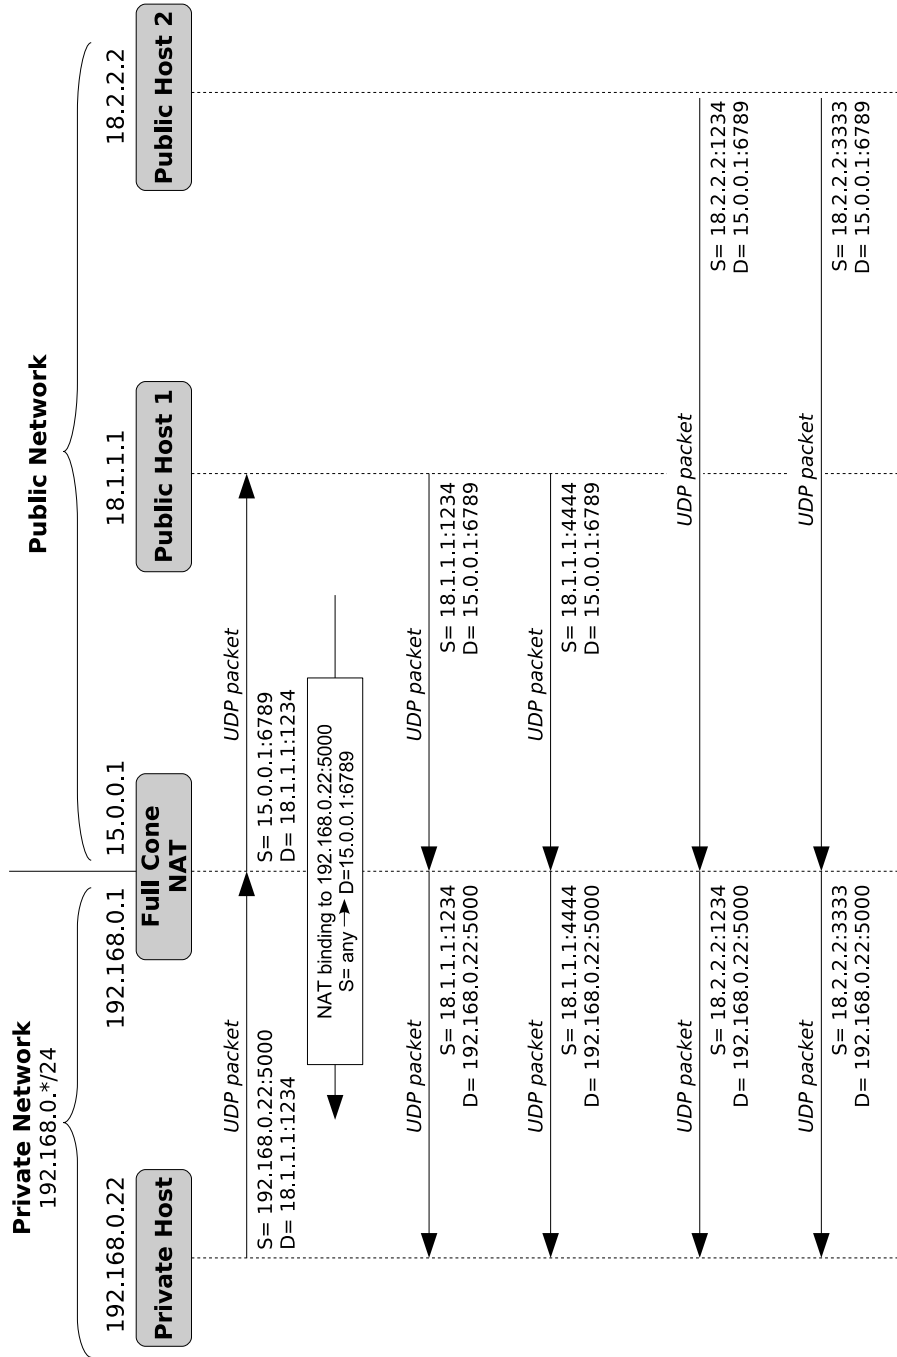 Private Network
192.168.0.*/24
Public Network
192.168.0.22
192.168.0.1
15.0.0.1
18.1.1.1
18.2.2.2
Private Host
Full Cone
NAT
Public Host 1
Public Host 2
UDP packet
S= 192.168.0.22:5000
D= 18.1.1.1:1234
UDP packet
S= 15.0.0.1:6789
D= 18.1.1.1:1234
NAT binding to 192.168.0.22:5000
S= any D=15.0.0.1:6789
UDP packet
S= 18.1.1.1:1234
D= 192.168.0.22:5000
UDP packet
S= 18.1.1.1:1234
D= 15.0.0.1:6789
UDP packet
S= 18.1.1.1:4444
D= 192.168.0.22:5000
UDP packet
S= 18.1.1.1:4444
D= 15.0.0.1:6789
UDP packet
S= 18.2.2.2:1234
D= 192.168.0.22:5000
UDP packet
S= 18.2.2.2:1234
D= 15.0.0.1:6789
UDP packet
S= 18.2.2.2:3333
D= 192.168.0.22:5000
UDP packet
S= 18.2.2.2:3333
D= 15.0.0.1:6789